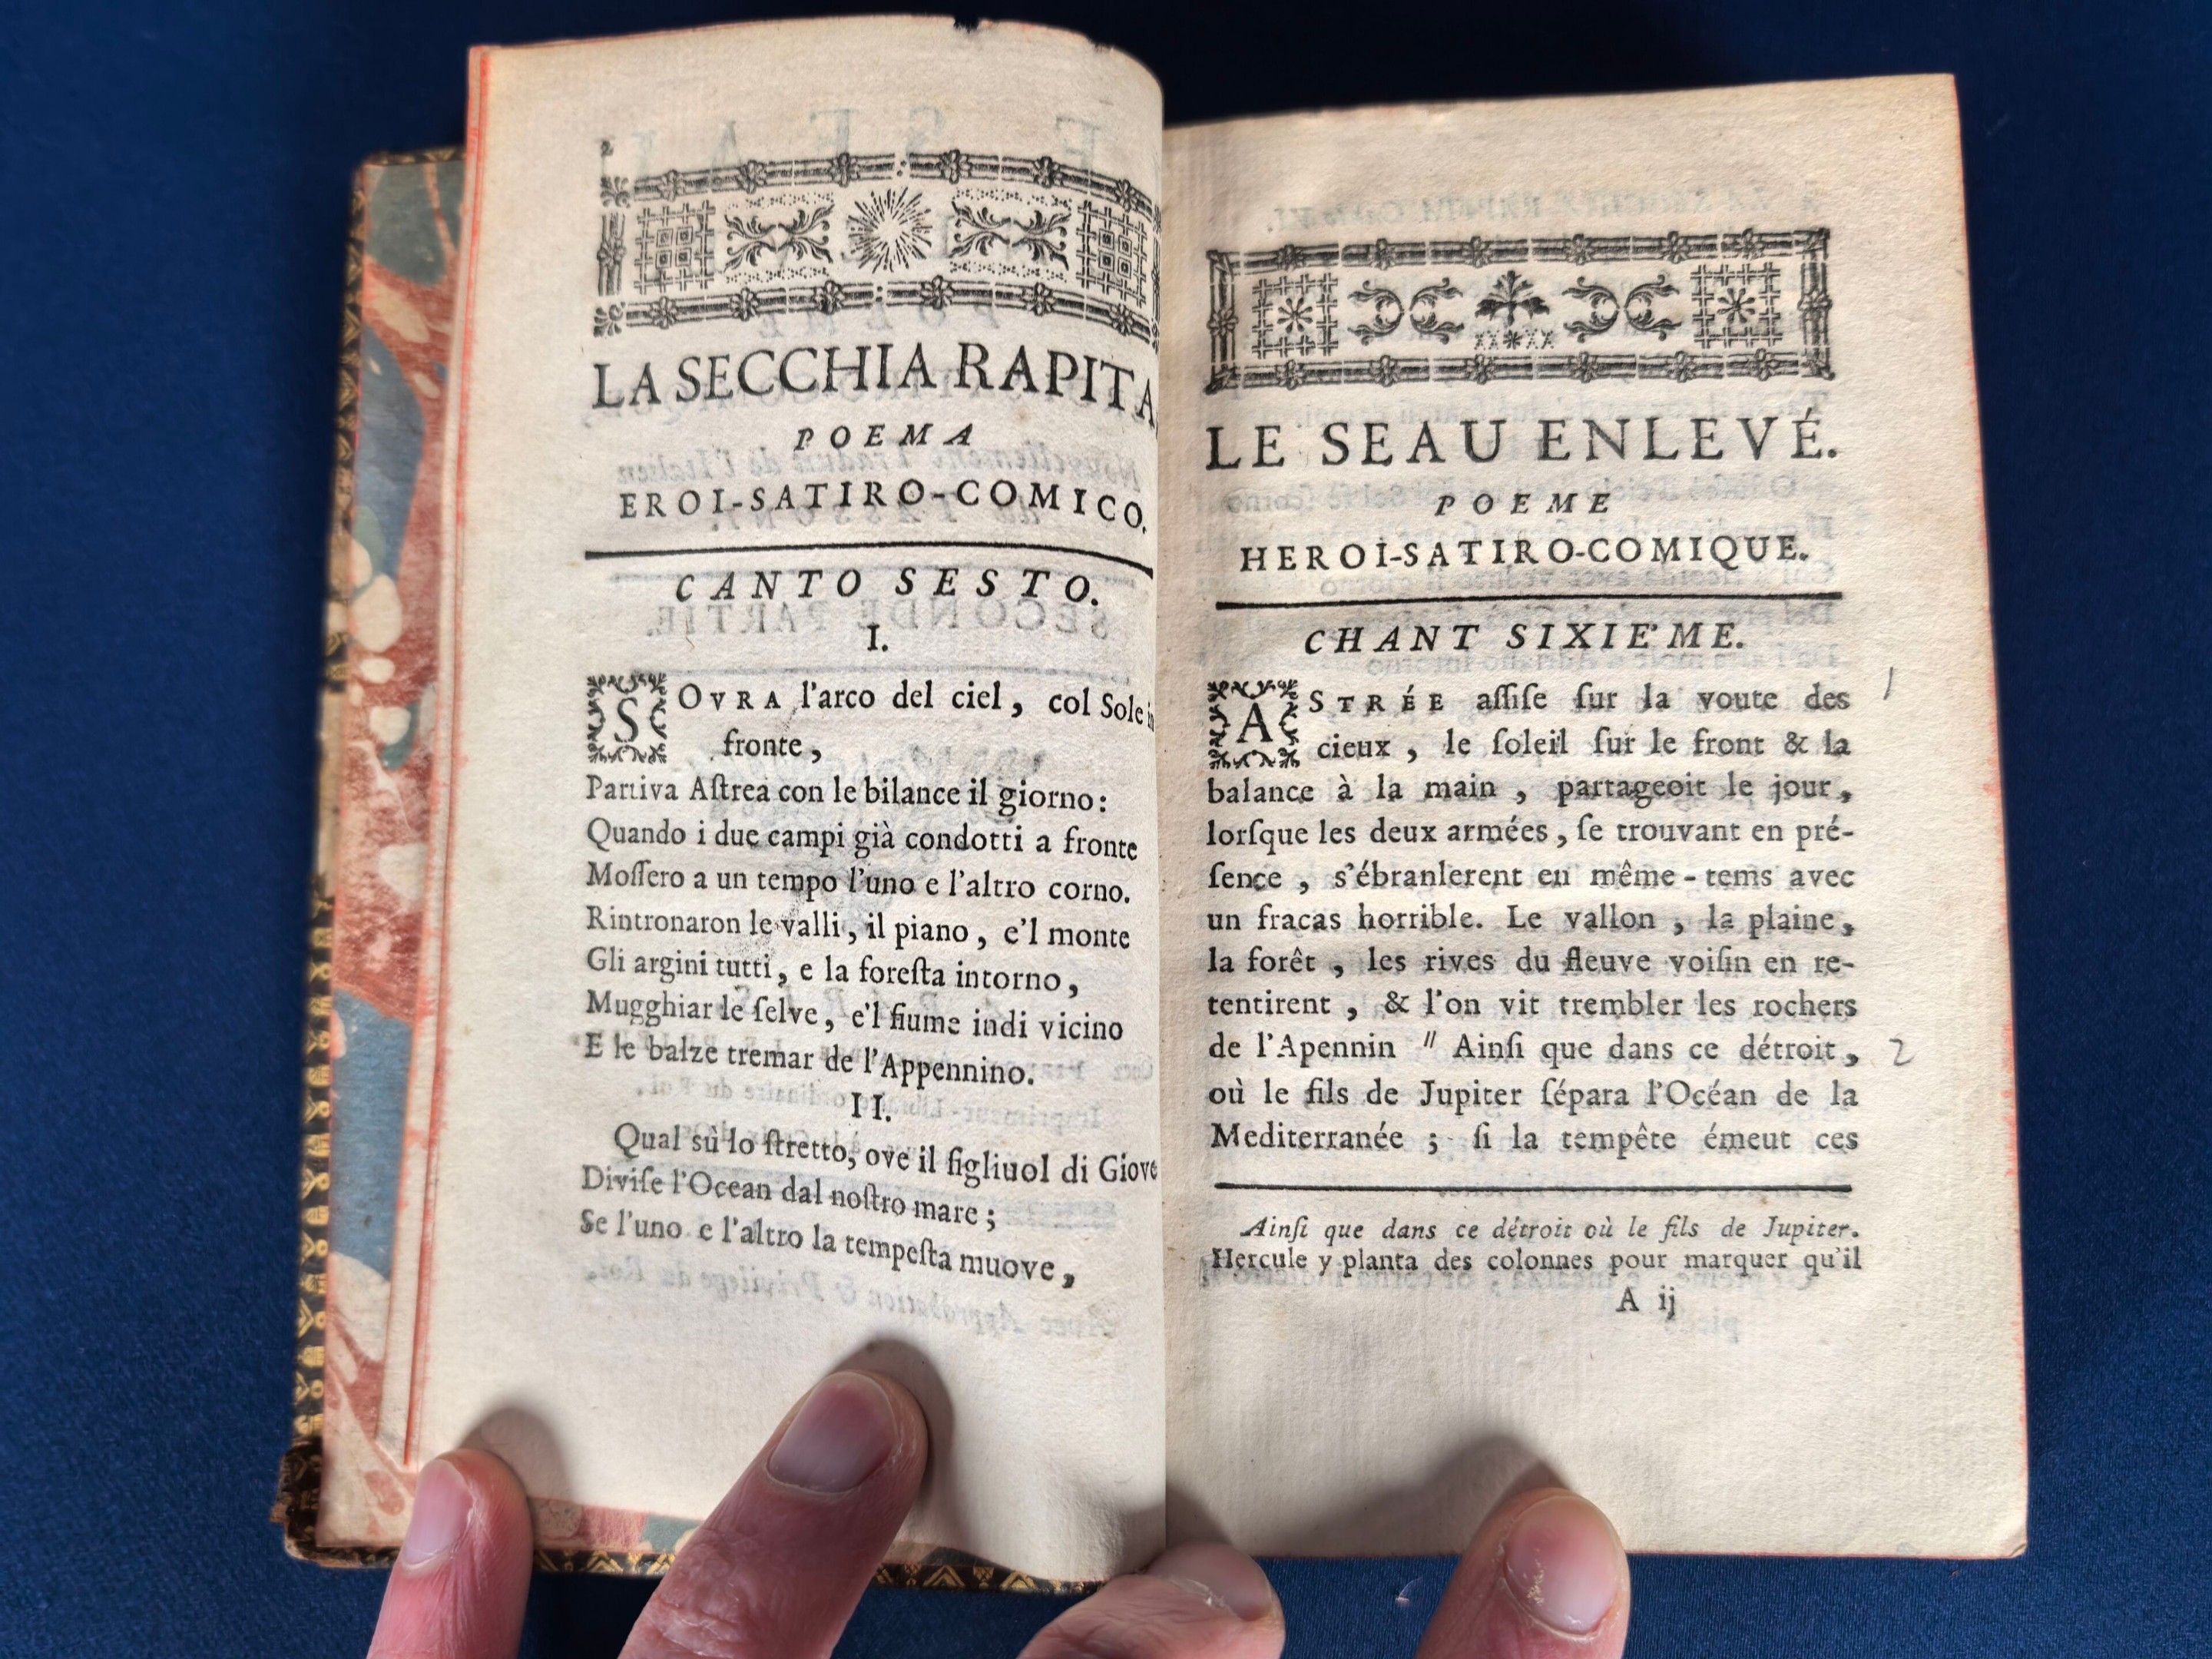 2
LA SECCHIA RAPITA
POEMA
EROI-SATIRO-COMICO.
CANTO SESTO.
I.
SOVRA l'arco del ciel, col Sole in
fronte,
Partiva Aſtrea con le bilance il giorno:
Quando i due campi già condotti a fronte
Moſſero a un tempo l'uno e l'altro corno.
Rintronaron le valli, il piano, e'l monte
Gli argini tutti, e la foreſta intorno,
Mugghiar le ſelve, e'l fiume indi vicino
E le balze tremar de l'Appennino.
II.
Qual sù lo ſtretto, ove il figliuol di Giove
Diviſe l'Ocean dal noſtro mare;
Se l'uno e l'altro la tempeſta muove,
LE SEAU ENLEVÉ.
POEME
HEROÏ-SATIRO-COMIQUE.
CHANT SIXIE'ME.
ASTRÉE aſſiſe ſur la voute des 1
cieux, le ſoleil ſur le front & la
balance à la main, partageoit le jour,
lorſque les deux armées, ſe trouvant en pré-
ſence, s'ébranlerent en même-tems avec
un fracas horrible. Le vallon, la plaine,
la forêt, les rives du fleuve voiſin en re-
tentirent, & l'on vit trembler les rochers
de l'Apennin " Ainſi que dans ce détroit, 2
où le fils de Jupiter ſépara l'Océan de la
Mediterranée; ſi la tempête émeut ces
Ainſi que dans ce détroit où le fils de Jupiter.
Hercule y planta des colonnes pour marquer qu'il
A ij